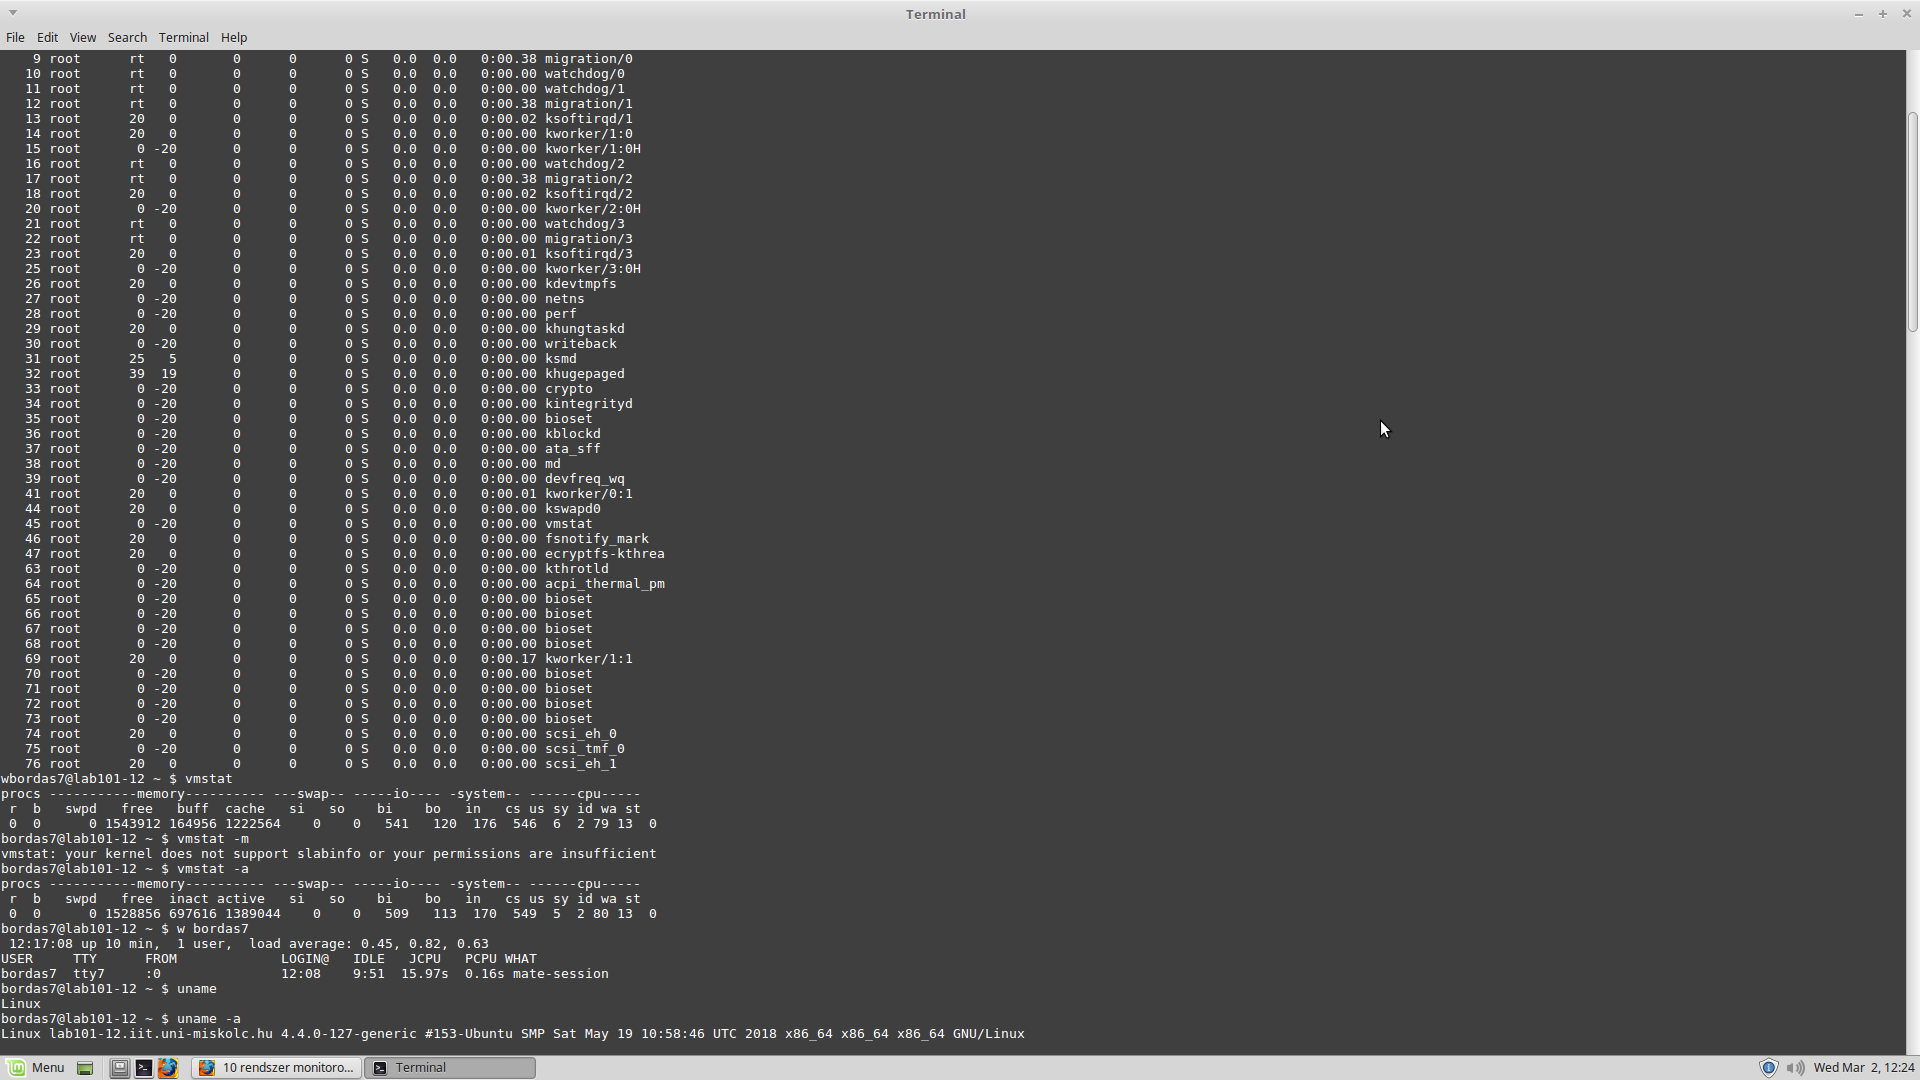 Terminal
File Edit View Search Terminal Help
9 root rt 0 0 0 0 S 0.0 0.0 0:00.38 migration/0
10 root rt 0 0 0 0 S 0.0 0.0 0:00.00 watchdog/0
11 root rt 0 0 0 0 S 0.0 0.0 0:00.00 watchdog/1
12 root rt 0 0 0 0 S 0.0 0.0 0:00.38 migration/1
13 root 20 0 0 0 0 S 0.0 0.0 0:00.02 ksoftirqd/1
14 root 20 0 0 0 0 S 0.0 0.0 0:00.00 kworker/1:0
15 root 0 -20 0 0 0 S 0.0 0.0 0:00.00 kworker/1:0H
16 root rt 0 0 0 0 S 0.0 0.0 0:00.00 watchdog/2
17 root rt 0 0 0 0 S 0.0 0.0 0:00.38 migration/2
18 root 20 0 0 0 0 S 0.0 0.0 0:00.02 ksoftirqd/2
20 root 0 -20 0 0 0 S 0.0 0.0 0:00.00 kworker/2:0H
21 root rt 0 0 0 0 S 0.0 0.0 0:00.00 watchdog/3
22 root rt 0 0 0 0 S 0.0 0.0 0:00.00 migration/3
23 root 20 0 0 0 0 S 0.0 0.0 0:00.01 ksoftirqd/3
25 root 0 -20 0 0 0 S 0.0 0.0 0:00.00 kworker/3:0H
26 root 20 0 0 0 0 S 0.0 0.0 0:00.00 kdevtmpfs
27 root 0 -20 0 0 0 S 0.0 0.0 0:00.00 netns
28 root 0 -20 0 0 0 S 0.0 0.0 0:00.00 perf
29 root 20 0 0 0 0 S 0.0 0.0 0:00.00 khungtaskd
30 root 0 -20 0 0 0 S 0.0 0.0 0:00.00 writeback
31 root 25 5 0 0 0 S 0.0 0.0 0:00.00 ksmd
32 root 39 19 0 0 0 S 0.0 0.0 0:00.00 khugepaged
33 root 0 -20 0 0 0 S 0.0 0.0 0:00.00 crypto
34 root 0 -20 0 0 0 S 0.0 0.0 0:00.00 kintegrityd
35 root 0 -20 0 0 0 S 0.0 0.0 0:00.00 bioset
36 root 0 -20 0 0 0 S 0.0 0.0 0:00.00 kblockd
37 root 0 -20 0 0 0 S 0.0 0.0 0:00.00 ata_sff
38 root 0 -20 0 0 0 S 0.0 0.0 0:00.00 md
39 root 0 -20 0 0 0 S 0.0 0.0 0:00.00 devfreq_wq
41 root 20 0 0 0 0 S 0.0 0.0 0:00.01 kworker/0:1
44 root 20 0 0 0 0 S 0.0 0.0 0:00.00 kswapd0
45 root 0 -20 0 0 0 S 0.0 0.0 0:00.00 vmstat
46 root 20 0 0 0 0 S 0.0 0.0 0:00.00 fsnotify_mark
47 root 20 0 0 0 0 S 0.0 0.0 0:00.00 ecryptfs-kthrea
63 root 0 -20 0 0 0 S 0.0 0.0 0:00.00 kthrotld
64 root 0 -20 0 0 0 S 0.0 0.0 0:00.00 acpi_thermal_pm
65 root 0 -20 0 0 0 S 0.0 0.0 0:00.00 bioset
66 root 0 -20 0 0 0 S 0.0 0.0 0:00.00 bioset
67 root 0 -20 0 0 0 S 0.0 0.0 0:00.00 bioset
68 root 0 -20 0 0 0 S 0.0 0.0 0:00.00 bioset
69 root 20 0 0 0 0 S 0.0 0.0 0:00.17 kworker/1:1
70 root 0 -20 0 0 0 S 0.0 0.0 0:00.00 bioset
71 root 0 -20 0 0 0 S 0.0 0.0 0:00.00 bioset
72 root 0 -20 0 0 0 S 0.0 0.0 0:00.00 bioset
73 root 0 -20 0 0 0 S 0.0 0.0 0:00.00 bioset
74 root 20 0 0 0 0 S 0.0 0.0 0:00.00 scsi_eh_0
75 root 0 -20 0 0 0 S 0.0 0.0 0:00.00 scsi_tmf_0
76 root 20 0 0 0 0 S 0.0 0.0 0:00.00 scsi_eh_1
wbordas7@lab101-12 ~ $ vmstat
procs -----------memory---------- ---swap-- -----io---- -system-- ------cpu-----
r b swpd free buff cache si so bi bo in cs us sy id wa st
0 0 0 1543912 164956 1222564 0 0 541 120 176 546 6 2 79 13 0
bordas7@lab101-12 ~ $ vmstat -m
vmstat: your kernel does not support slabinfo or your permissions are insufficient
bordas7@lab101-12 ~ $ vmstat -a
procs -----------memory---------- ---swap-- -----io---- -system-- ------cpu-----
r b swpd free inact active si so bi bo in cs us sy id wa st
0 0 0 1528856 697616 1389044 0 0 509 113 170 549 5 2 80 13 0
bordas7@lab101-12 ~ $ w bordas7
12:17:08 up 10 min, 1 user, load average: 0.45, 0.82, 0.63
USER TTY FROM LOGIN@ IDLE JCPU PCPU WHAT
bordas7 tty7 :0 12:08 9:51 15.97s 0.16s mate-session
bordas7@lab101-12 ~ $ uname
Linux
bordas7@lab101-12 ~ $ uname -a
Linux lab101-12.iit.uni-miskolc.hu 4.4.0-127-generic #153-Ubuntu SMP Sat May 19 10:58:46 UTC 2018 x86_64 x86_64 x86_64 GNU/Linux
Menu 10 rendszer monitoro... Terminal Wed Mar 2, 12:24